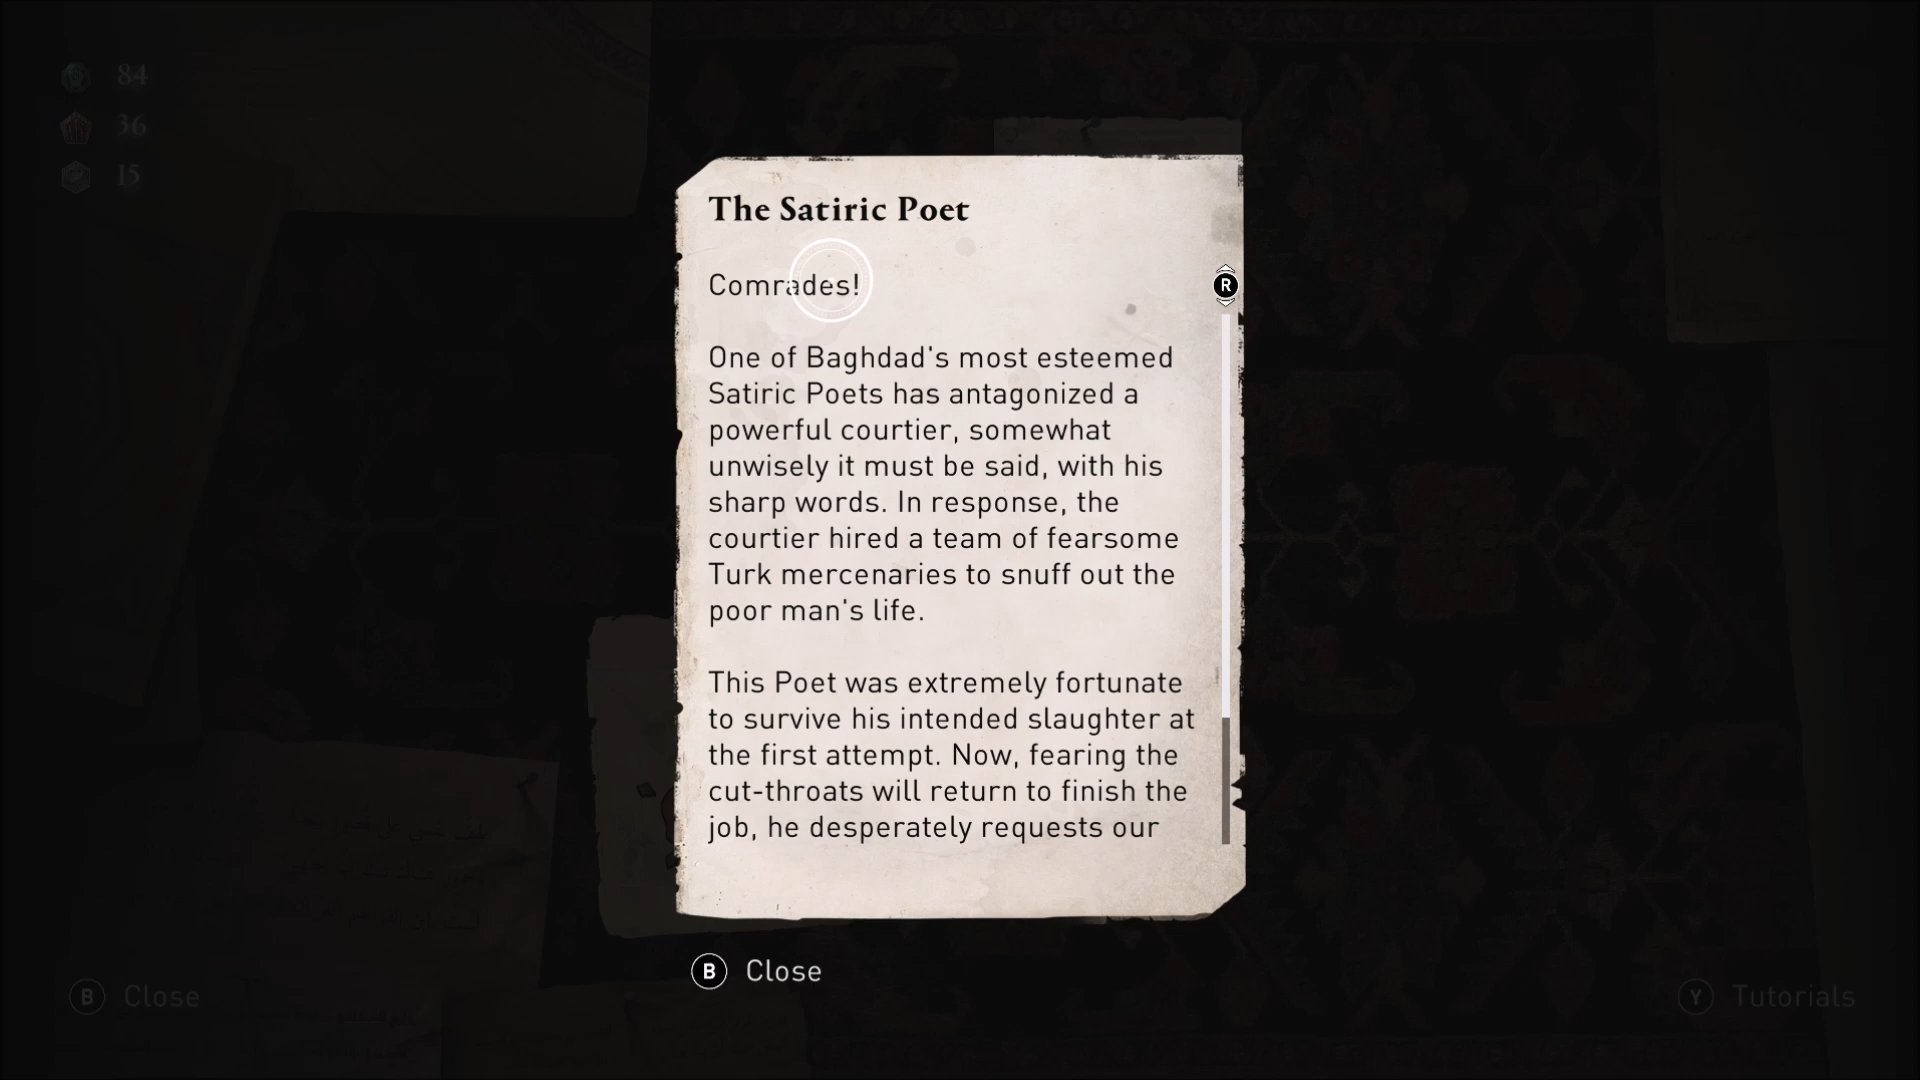 84
36
15
The Satiric Poet
Comrades!
R
One of Baghdad's most esteemed
Satiric Poets has antagonized a
powerful courtier, somewhat
unwisely it must be said, with his
sharp words. In response, the
courtier hired a team of fearsome
Turk mercenaries to snuff out the
poor man's life.
This Poet was extremely fortunate
to survive his intended slaughter at
the first attempt. Now, fearing the
cut-throats will return to finish the
job, he desperately requests our
B Close
B Close
Y Tutorials